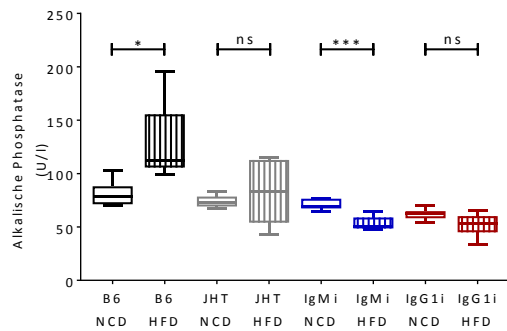 250
200
150
100
50
0
Alkalische Phosphatase
(U/l)
* ns *** ns
B6 B6 JHT JHT IgMi IgMi IgG1i IgG1i
NCD HFD NCD HFD NCD HFD NCD HFD